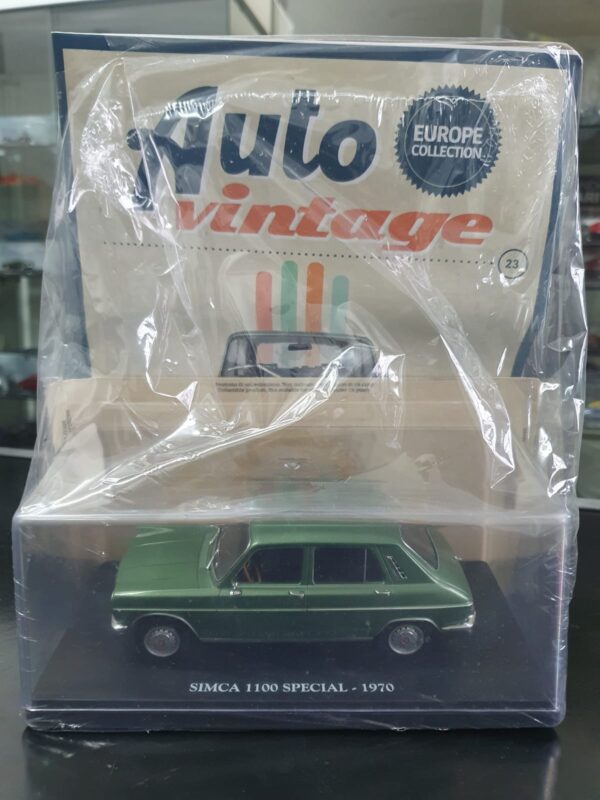 Auto
vintage
EUROPE
COLLECTION
23
SIMCA 1100 SPECIAL - 1970